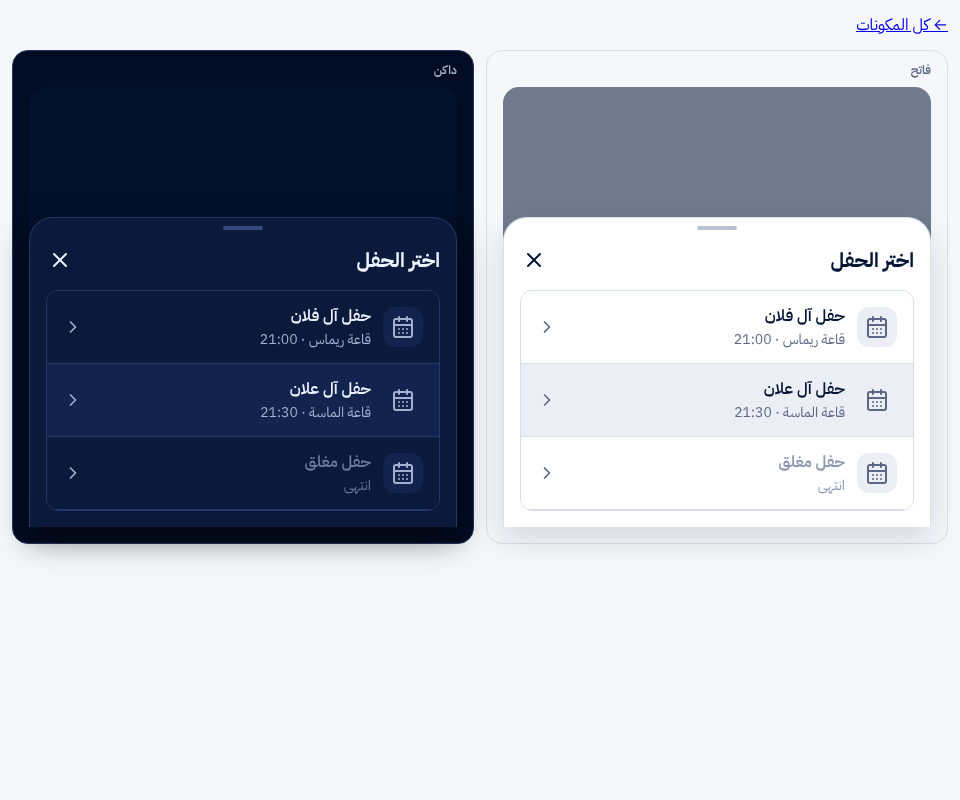 ← كل المكونات
فاتح
اختر الحفل
حفل آل فلان
قاعة ريماس · 21:00
حفل آل علان
قاعة الماسة · 21:30
حفل مغلق
انتهى
داكن
اختر الحفل
حفل آل فلان
قاعة ريماس · 21:00
حفل آل علان
قاعة الماسة · 21:30
حفل مغلق
انتهى